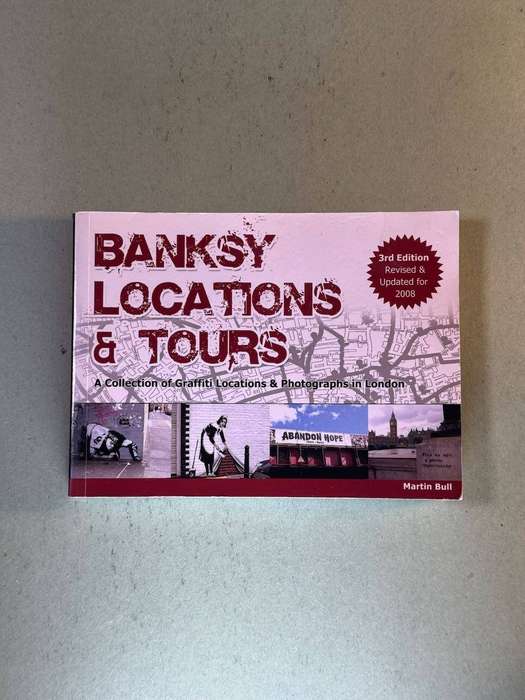 BANKSY
LOCATIONS
& TOURS
3rd Edition
Revised &
Updated for
2008
A Collection of Graffiti Locations & Photographs in London
ABANDON HOPE
Martin Bull